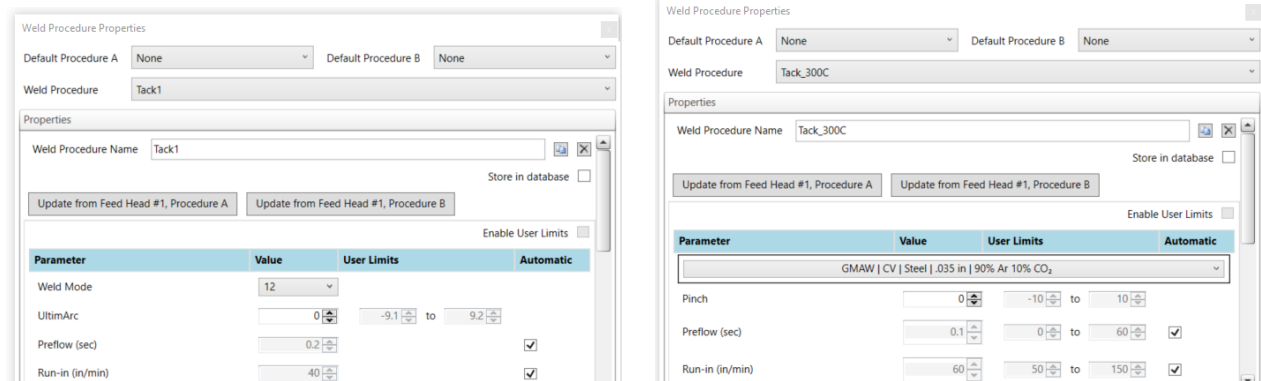 Weld Procedure Properties
Default Procedure A None Default Procedure B None
Weld Procedure Tack1
Properties
Weld Procedure Name Tack1
Store in database
Update from Feed Head #1, Procedure A Update from Feed Head #1, Procedure B
Enable User Limits
Parameter Value User Limits Automatic
Weld Mode 12
UltimArc 0 -9.1 to 9.2
Preflow (sec) 0.2
Run-in (in/min) 40
Weld Procedure Properties
Default Procedure A None Default Procedure B None
Weld Procedure Tack_300C
Properties
Weld Procedure Name Tack_300C
Store in database
Update from Feed Head #1, Procedure A Update from Feed Head #1, Procedure B
Enable User Limits
Parameter Value User Limits Automatic
GMAW | CV | Steel | .035 in | 90% Ar 10% CO₂
Pinch 0 -10 to 10
Preflow (sec) 0.1 0 to 60
Run-in (in/min) 60 50 to 150